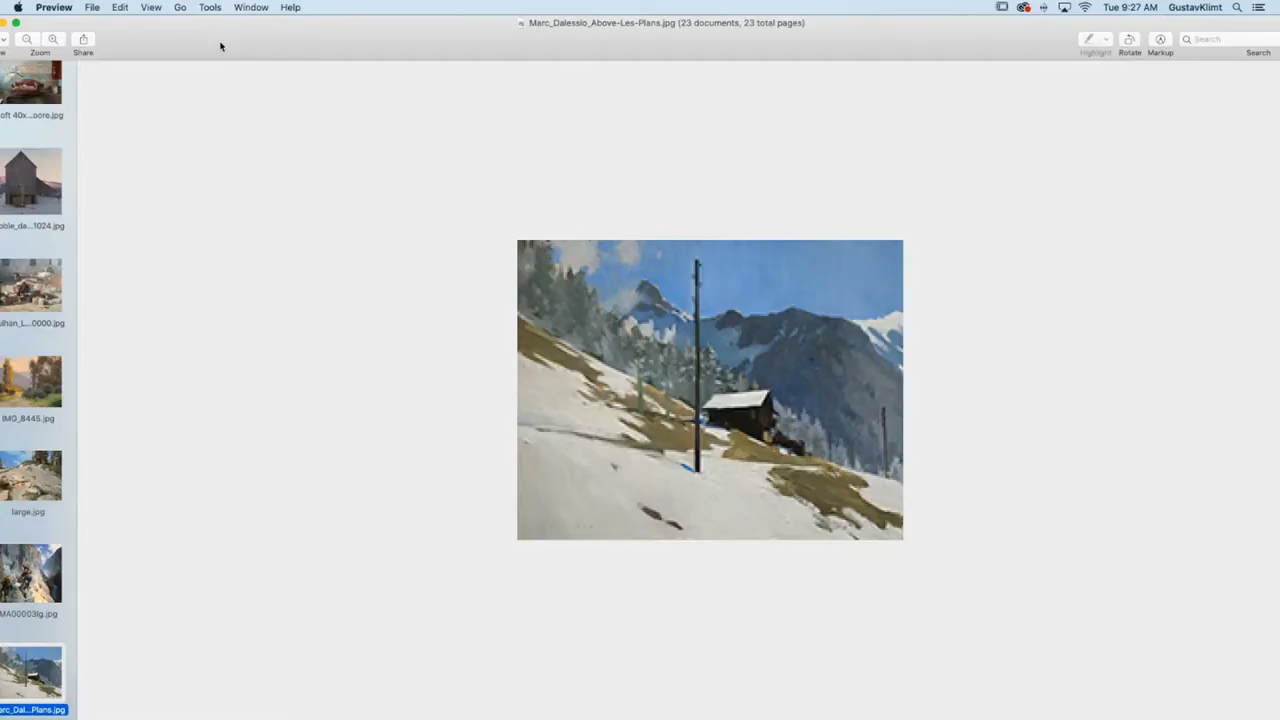 Preview File Edit View Go Tools Window Help Tue 9:27 AM GustavKlimt
Marc_Dalessio_Above-Les-Plans.jpg (23 documents, 23 total pages)
Search
w Zoom Share Highlight Rotate Markup Search
oft 40x...oore.jpg
oble_da...1024.jpg
uihan_L...0000.jpg
IMG_8445.jpg
large.jpg
MA00003lg.jpg
arc_Dal...Plans.jpg